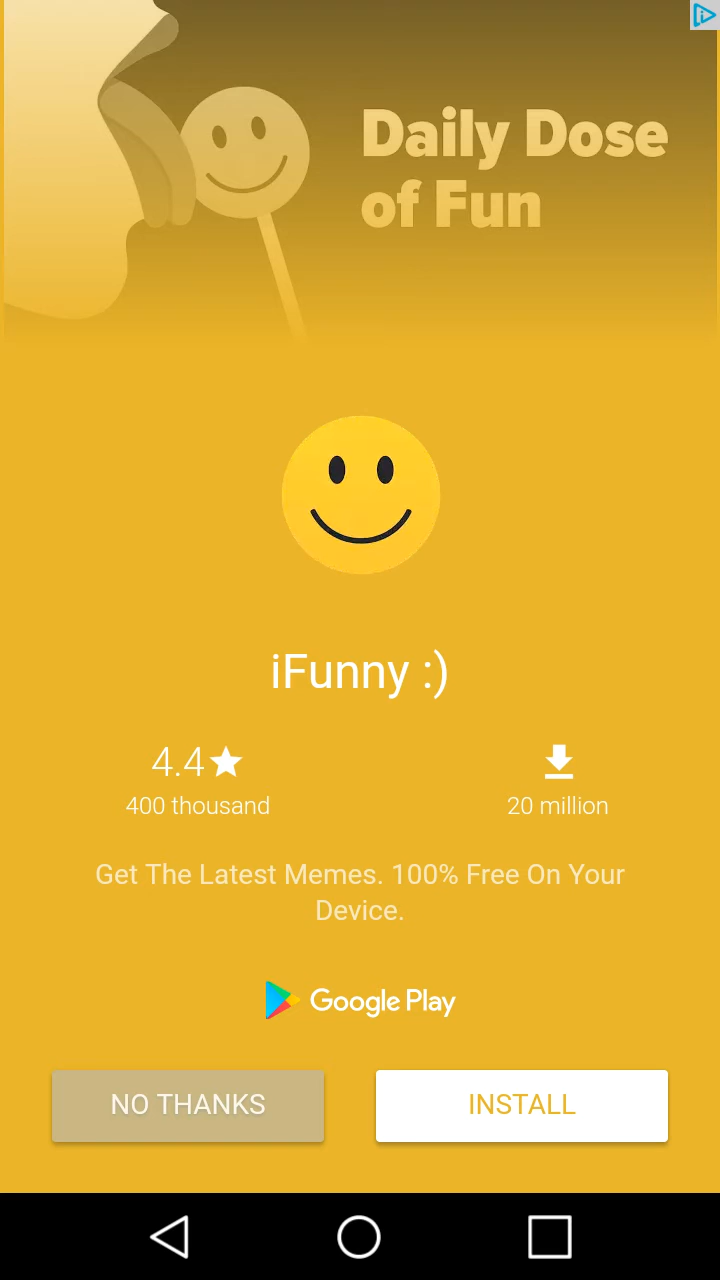 Daily Dose
of Fun
iFunny :)
4.4★
400 thousand
20 million
Get The Latest Memes. 100% Free On Your
Device.
Google Play
NO THANKS
INSTALL